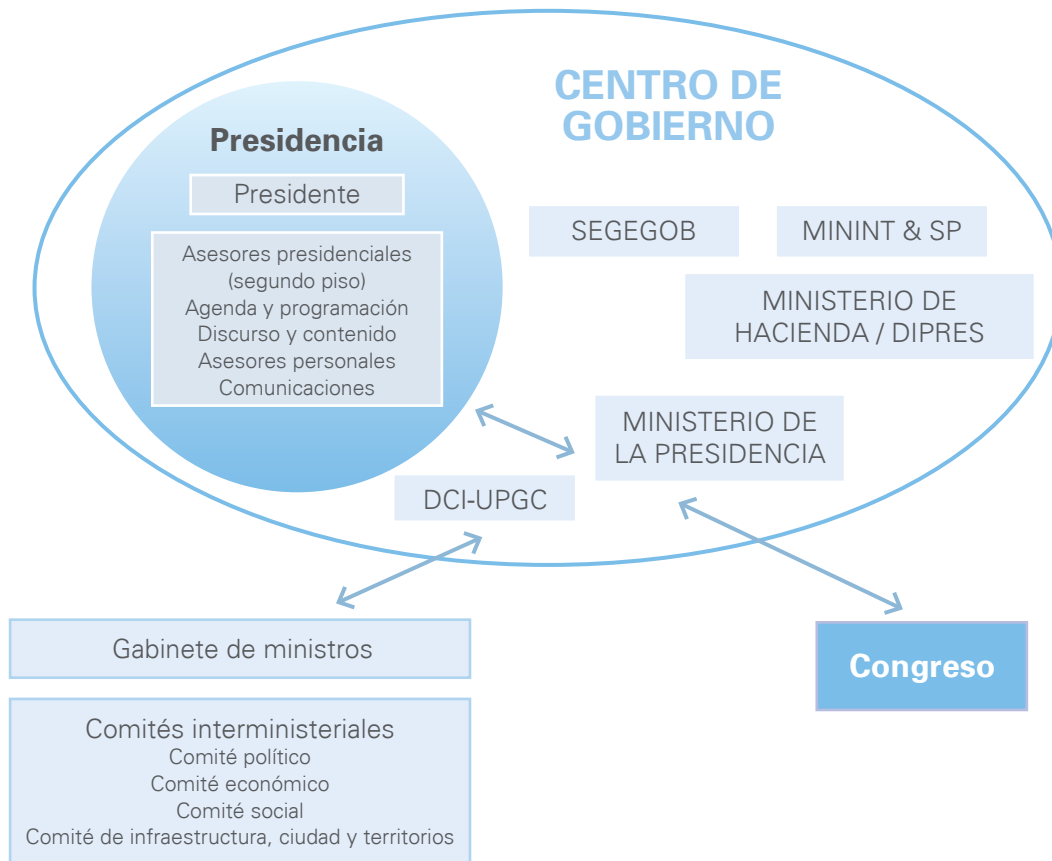 CENTRO DE
GOBIERNO
Presidencia
Presidente
Asesores presidenciales
(segundo piso)
Agenda y programación
Discurso y contenido
Asesores personales
Comunicaciones
SEGEGOB
MININT & SP
MINISTERIO DE
HACIENDA / DIPRES
MINISTERIO DE
LA PRESIDENCIA
DCI-UPGC
Gabinete de ministros
Congreso
Comités interministeriales
Comité político
Comité económico
Comité social
Comité de infraestructura, ciudad y territorios